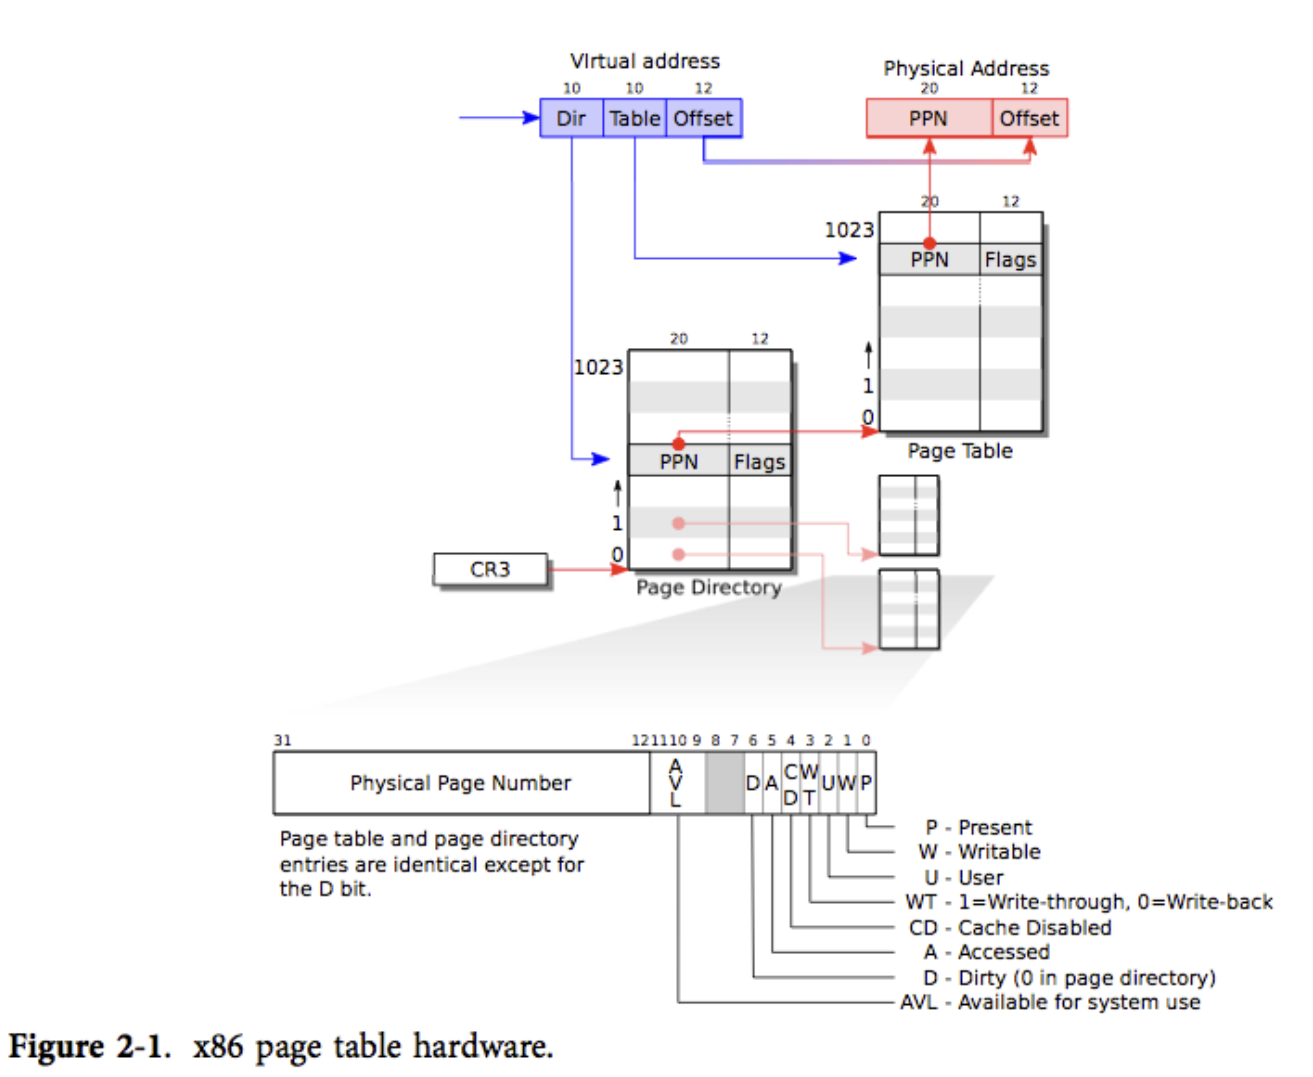 VIrtual address
Physical Address
10 10 12
20 12
Dir Table Offset
PPN Offset
20 12
1023
PPN Flags
20 12
1023
1
0
Page Table
PPN Flags
1
0
CR3
Page Directory
31 12 11 10 9 8 7 6 5 4 3 2 1 0
Physical Page Number
A
V
L
D A C
D
W
T
U W P
Page table and page directory
entries are identical except for
the D bit.
P - Present
W - Writable
U - User
WT - 1=Write-through, 0=Write-back
CD - Cache Disabled
A - Accessed
D - Dirty (0 in page directory)
AVL - Available for system use
Figure 2-1. x86 page table hardware.